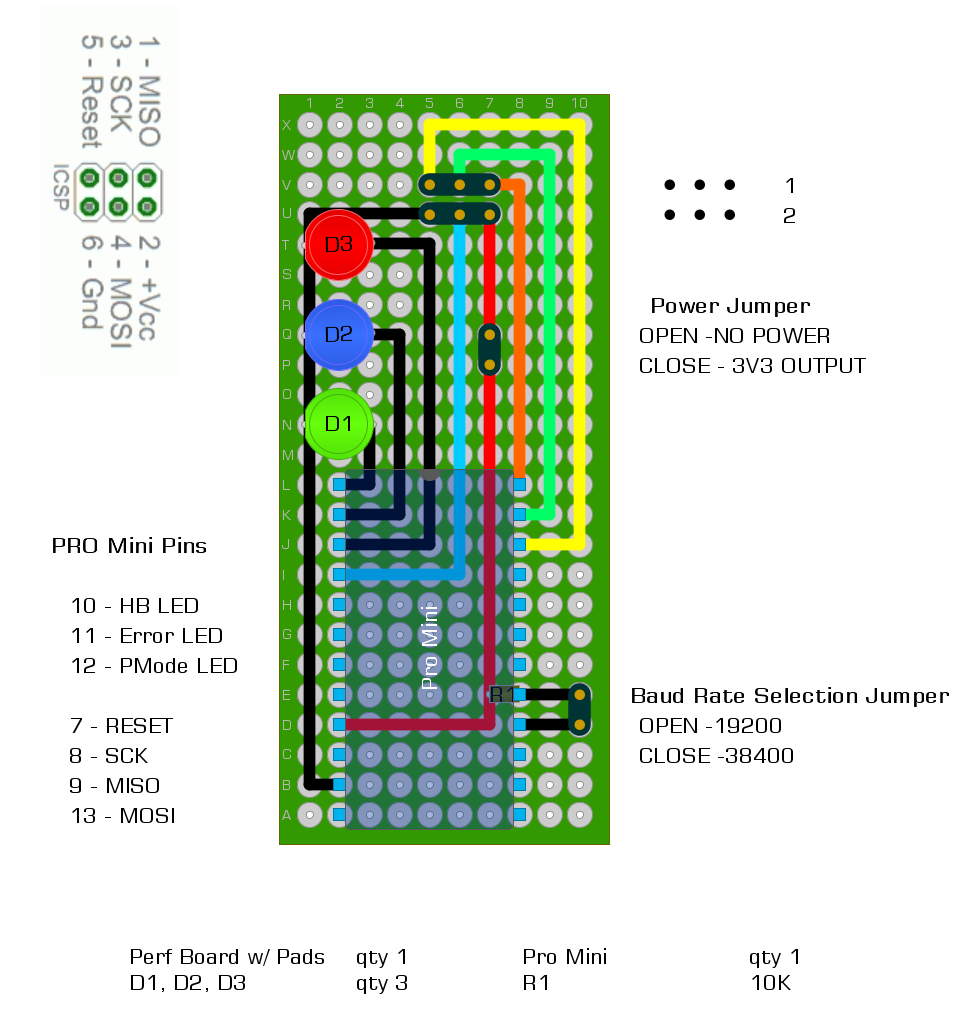 1 - MISO
3 - SCK
5 - Reset
ICSP
2 - +Vcc
4 - MOSI
6 - Gnd
1 2 3 4 5 6 7 8 9 10
X
W
V
U
T
S
R
Q
P
O
N
M
L
K
J
I
H
G
F
E
D
C
B
A
D3
D2
D1
Pro Mini
R1
1
2
Power Jumper
OPEN -NO POWER
CLOSE - 3V3 OUTPUT
PRO Mini Pins
10 - HB LED
11 - Error LED
12 - PMode LED
7 - RESET
8 - SCK
9 - MISO
13 - MOSI
Baud Rate Selection Jumper
OPEN -19200
CLOSE -38400
Perf Board w/ Pads qty 1 Pro Mini qty 1
D1, D2, D3 qty 3 R1 10K